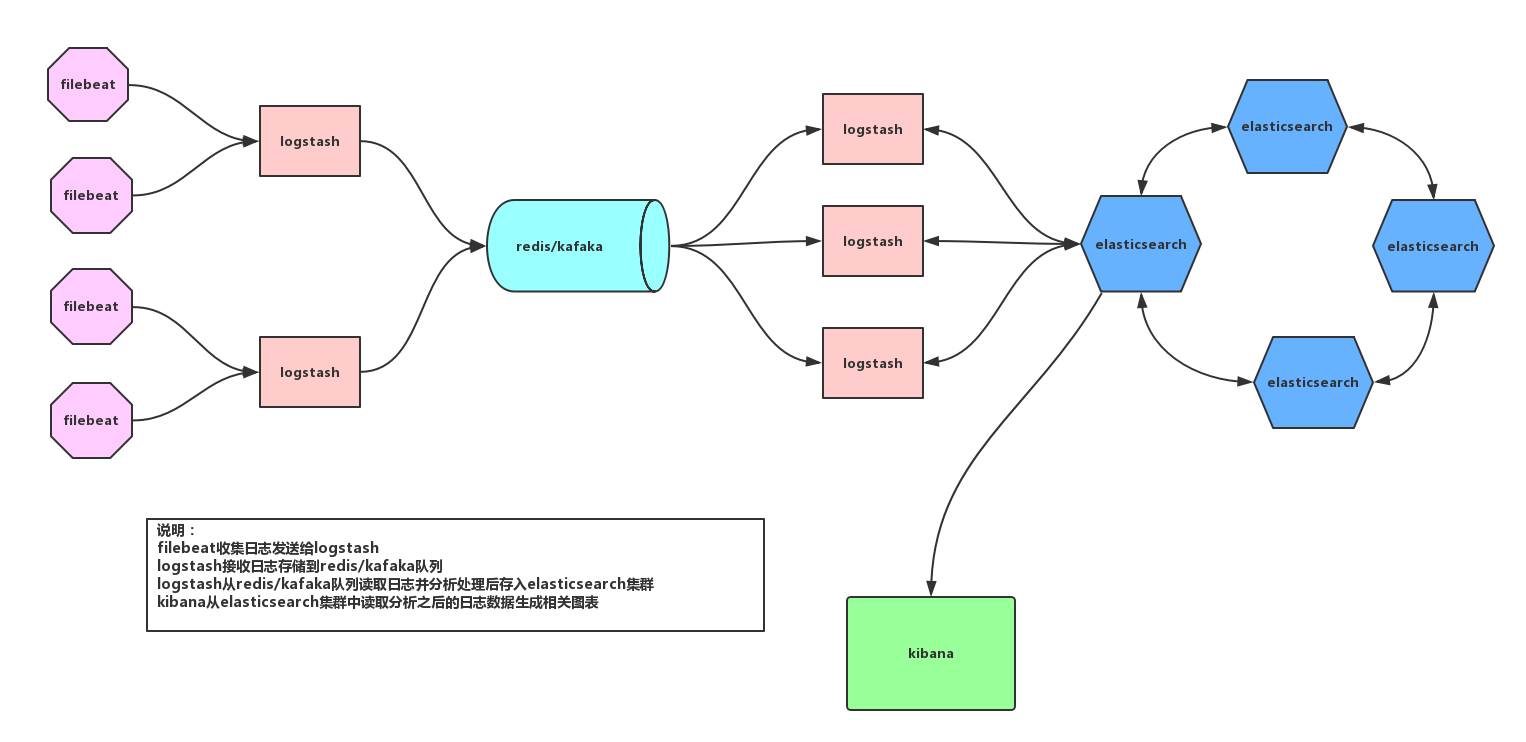 filebeat
filebeat
filebeat
filebeat
logstash
logstash
redis/kafaka
logstash
logstash
logstash
elasticsearch
elasticsearch
elasticsearch
elasticsearch
kibana
说明：
filebeat收集日志发送给logstash
logstash接收日志存储到redis/kafaka队列
logstash从redis/kafaka队列读取日志并分析处理后存入elasticsearch集群
kibana从elasticsearch集群中读取分析之后的日志数据生成相关图表